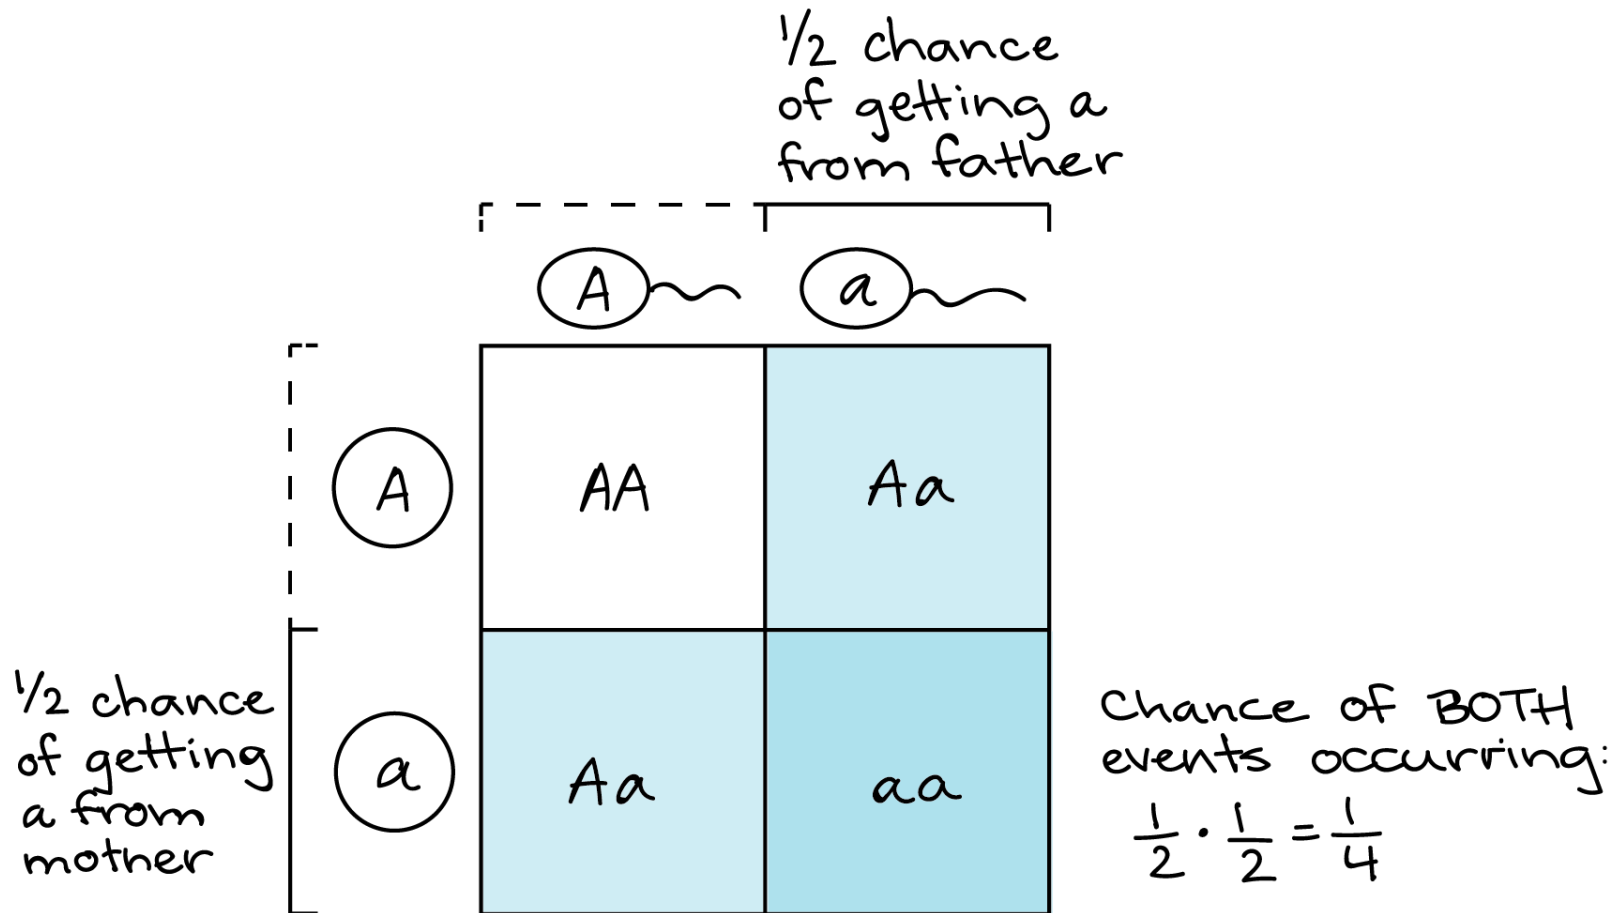 1/2 chance
of getting a
from father
A
a
A
AA
Aa
1/2 chance
of getting
a from
mother
a
Aa
aa
Chance of BOTH
events occurring:
1/2 · 1/2 = 1/4